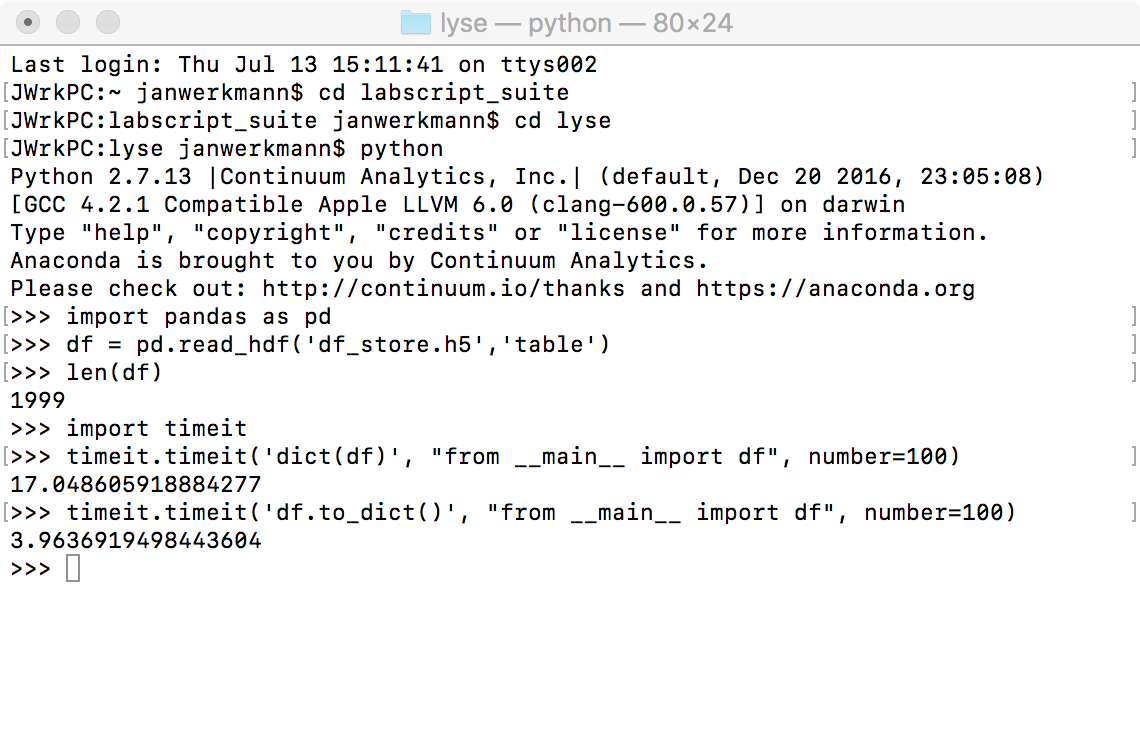 lyse — python — 80×24
Last login: Thu Jul 13 15:11:41 on ttys002
[JWrkPC:~ janwerkmann$ cd labscript_suite ]
[JWrkPC:labscript_suite janwerkmann$ cd lyse ]
[JWrkPC:lyse janwerkmann$ python ]
Python 2.7.13 |Continuum Analytics, Inc.| (default, Dec 20 2016, 23:05:08)
[GCC 4.2.1 Compatible Apple LLVM 6.0 (clang-600.0.57)] on darwin
Type "help", "copyright", "credits" or "license" for more information.
Anaconda is brought to you by Continuum Analytics.
Please check out: http://continuum.io/thanks and https://anaconda.org
[>>> import pandas as pd ]
[>>> df = pd.read_hdf('df_store.h5','table') ]
[>>> len(df) ]
1999
>>> import timeit
[>>> timeit.timeit('dict(df)', "from __main__ import df", number=100) ]
17.048605918884277
[>>> timeit.timeit('df.to_dict()', "from __main__ import df", number=100) ]
3.9636919498443604
>>>